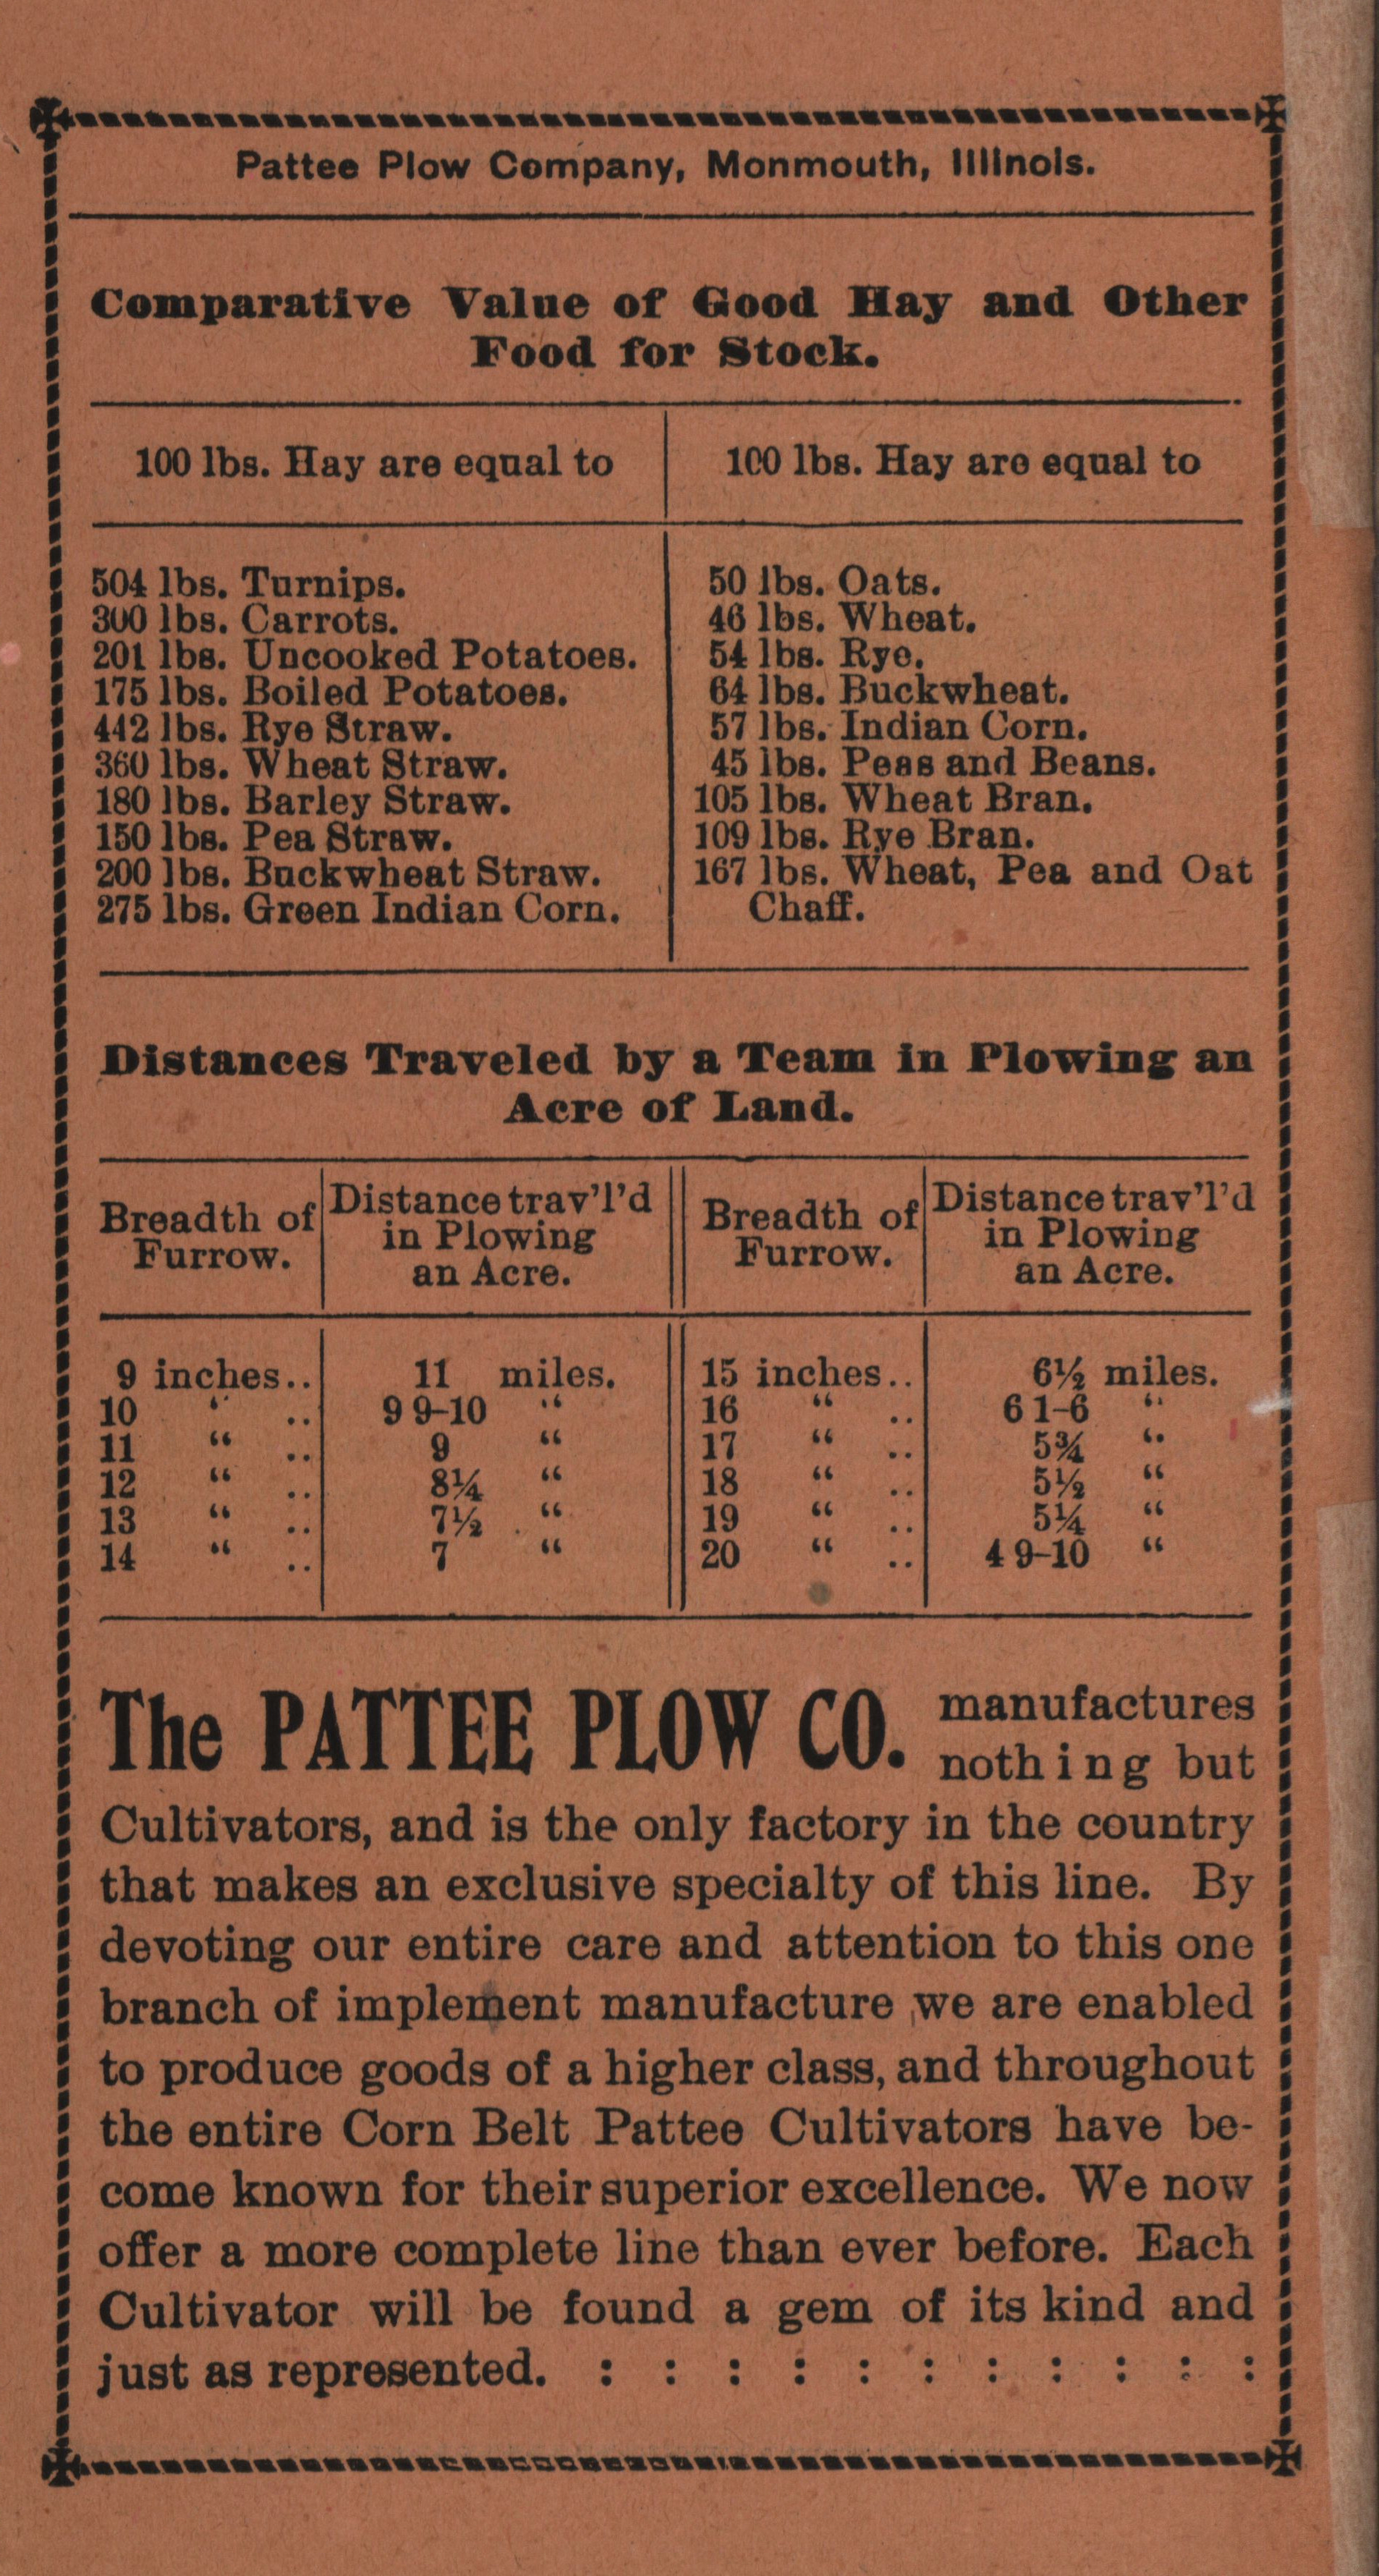 Pattee Plow Company, Monmouth, Illinois.
Comparative Value of Good Hay and Other
Food for Stock.
100 lbs. Hay are equal to
504 lbs. Turnips.
300 lbs. Carrots.
201 lbs. Uncooked Potatoes.
175 lbs. Boiled Potatoes.
442 lbs. Rye Straw.
360 lbs. Wheat Straw.
180 lbs. Barley Straw.
150 lbs. Pea Straw.
200 lbs. Buckwheat Straw.
275 lbs. Green Indian Corn.
100 lbs. Hay are equal to
50 lbs. Oats.
46 lbs. Wheat.
54 lbs. Rye.
64 lbs. Buckwheat.
57 lbs. Indian Corn.
45 lbs. Peas and Beans.
105 lbs. Wheat Bran.
109 lbs. Rye Bran.
167 lbs. Wheat, Pea and Oat
Chaff.
Distances Traveled by a Team in Plowing an
Acre of Land.
Breadth of Furrow. Distance trav'l'd in Plowing an Acre.
9 inches.. 11 miles.
10 “ .. 9 9-10 “
11 “ .. 9 “
12 “ .. 8¼ “
13 “ .. 7½ “
14 “ .. 7 “
Breadth of Furrow. Distance trav'l'd in Plowing an Acre.
15 inches.. 6½ miles.
16 “ .. 6 1-6 “
17 “ .. 5¾ “
18 “ .. 5½ “
19 “ .. 5¼ “
20 “ .. 4 9-10 “
The PATTEE PLOW CO. manufactures
nothing but
Cultivators, and is the only factory in the country
that makes an exclusive specialty of this line. By
devoting our entire care and attention to this one
branch of implement manufacture we are enabled
to produce goods of a higher class, and throughout
the entire Corn Belt Pattee Cultivators have be-
come known for their superior excellence. We now
offer a more complete line than ever before. Each
Cultivator will be found a gem of its kind and
just as represented. : : : : : : : : : : :